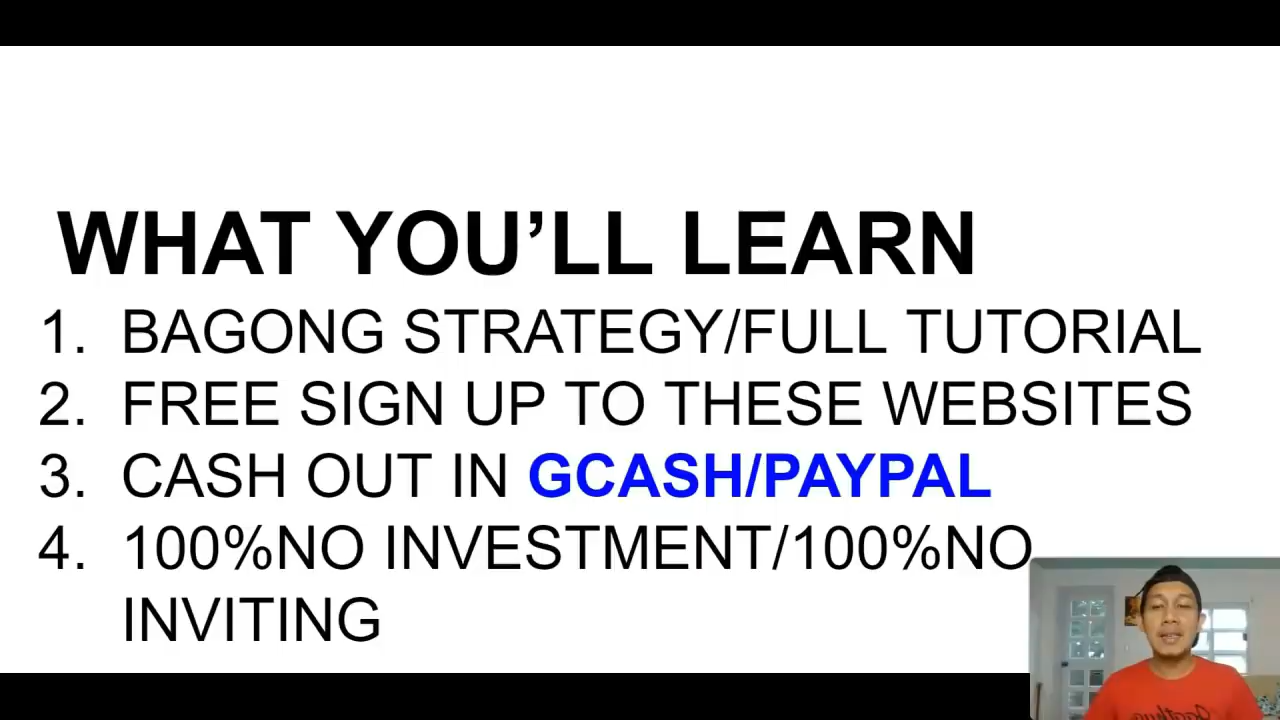 WHAT YOU’LL LEARN
1. BAGONG STRATEGY/FULL TUTORIAL
2. FREE SIGN UP TO THESE WEBSITES
3. CASH OUT IN GCASH/PAYPAL
4. 100%NO INVESTMENT/100%NO
INVITING